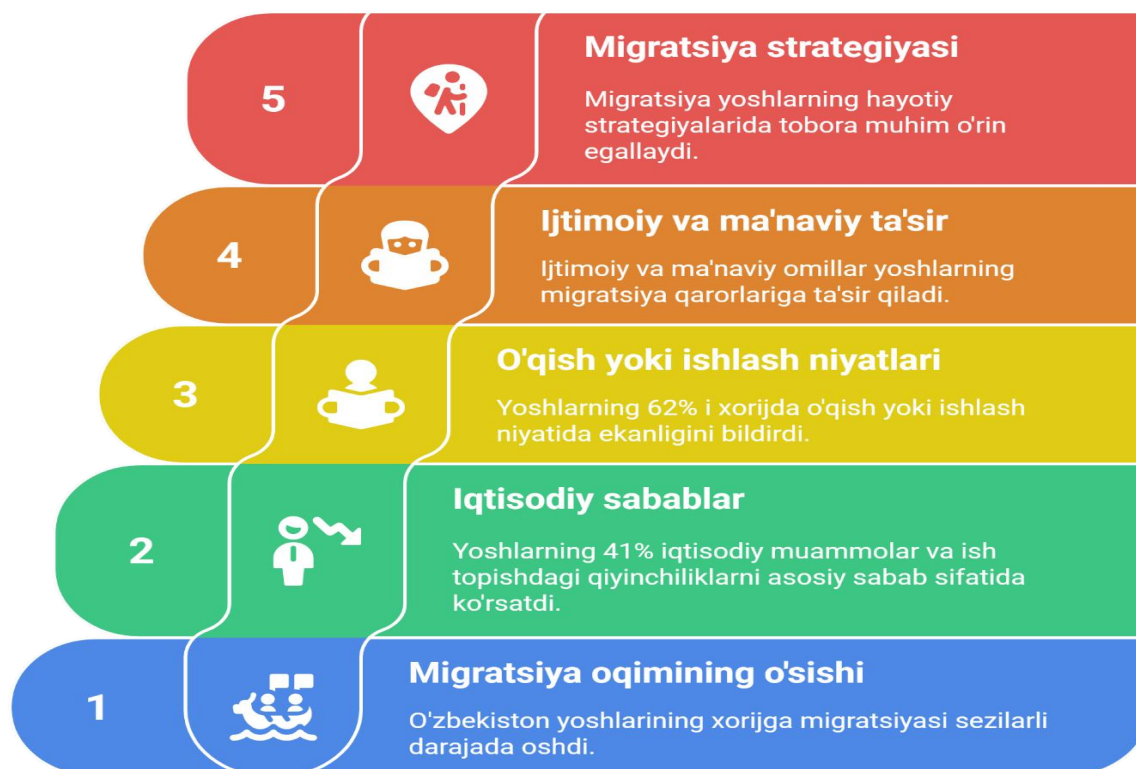 5
Migratsiya strategiyasi
Migratsiya yoshlarning hayotiy
strategiyalarida tobora muhim o'rin
egallaydi.
4
Ijtimoiy va ma'naviy ta'sir
Ijtimoiy va ma'naviy omillar yoshlarning
migratsiya qarorlariga ta'sir qiladi.
3
O'qish yoki ishlash niyatlari
Yoshlarning 62% i xorijda o'qish yoki ishlash
niyatida ekanligini bildirdi.
2
Iqtisodiy sabablar
Yoshlarning 41% iqtisodiy muammolar va ish
topishdagi qiyinchiliklarni asosiy sabab sifatida
ko'rsatdi.
1
Migratsiya oqimining o'sishi
O'zbekiston yoshlarining xorijga migratsiyasi sezilarli
darajada oshdi.